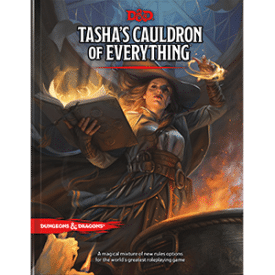 D&D
TASHA'S CAULDRON
OF EVERYTHING
DUNGEONS & DRAGONS®
A magical mixture of new rules options
for the world's greatest roleplaying game